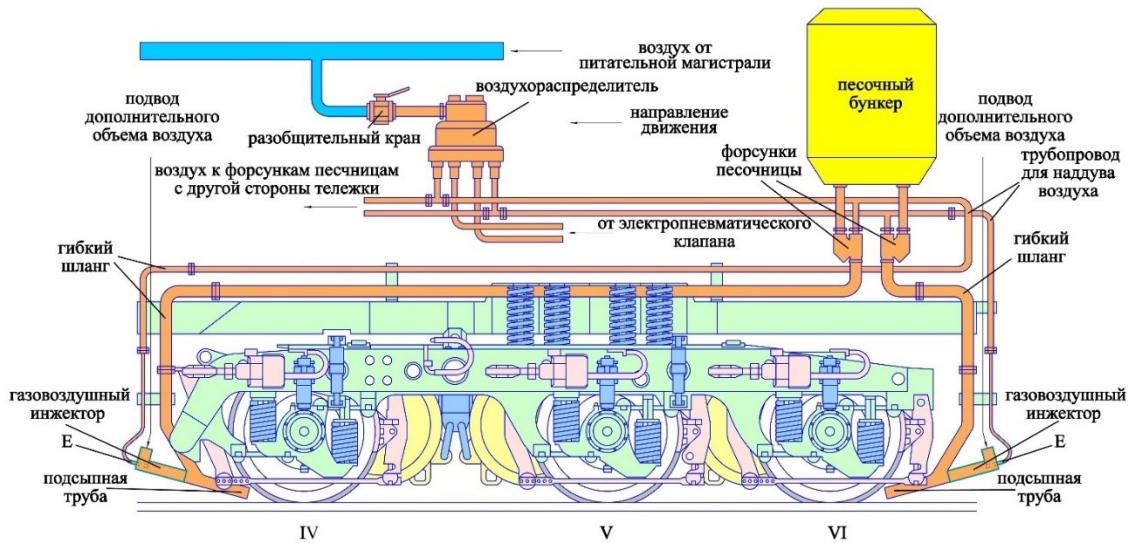 воздух от
питательной магистрали
воздухораспределитель
песочный
бункер
подвод
дополнительного
объема воздуха
разобщительный кран
направление
движения
подвод
дополнительного
объема воздуха
воздух к форсункам песчницам
с другой стороны тележки
форсунки
песочницы
трубопровод
для наддува
воздуха
от электропневматического
клапана
гибкий
шланг
гибкий
шланг
газовоздушный
инжектор
E
подсыпная
труба
газовоздушный
инжектор
E
подсыпная
труба
IV
V
VI